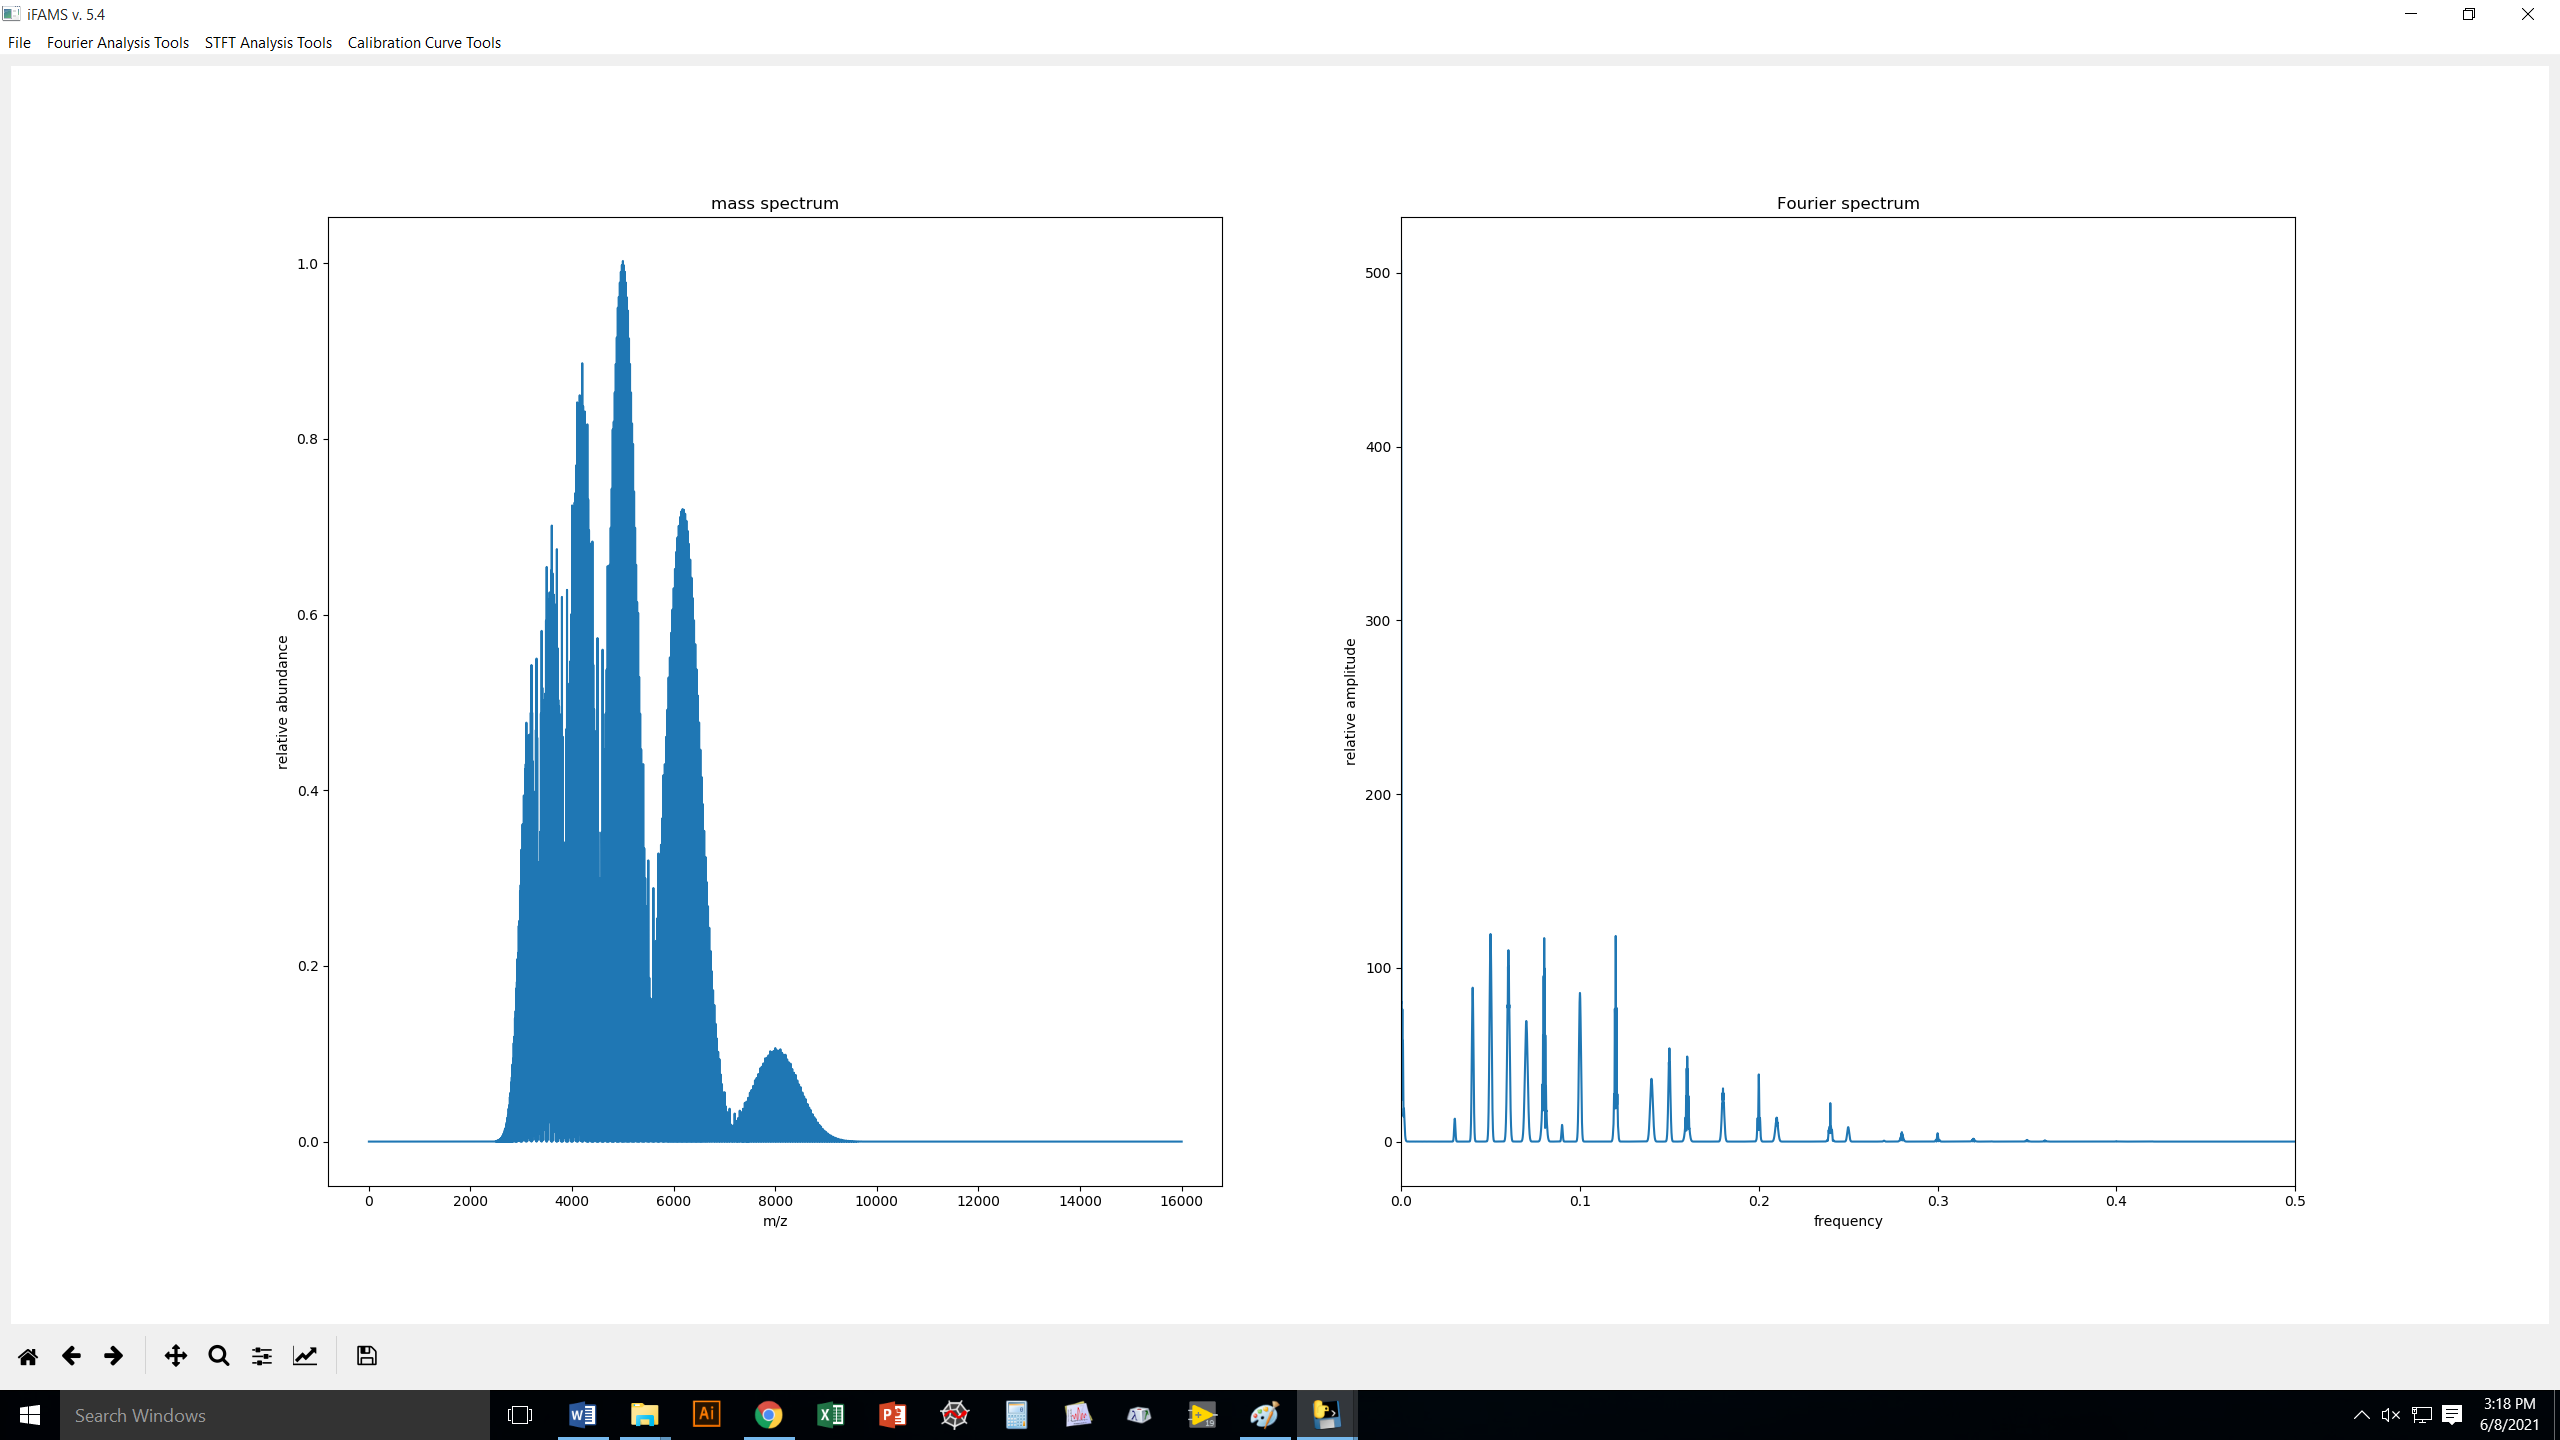 iFAMS v. 5.4
File Fourier Analysis Tools STFT Analysis Tools Calibration Curve Tools
mass spectrum
1.0
0.8
0.6
0.4
0.2
0.0
relative abundance
0 2000 4000 6000 8000 10000 12000 14000 16000
m/z
Fourier spectrum
500
400
300
200
100
0
relative amplitude
0.0 0.1 0.2 0.3 0.4 0.5
frequency
Search Windows
Ai
19
3:18 PM
6/8/2021